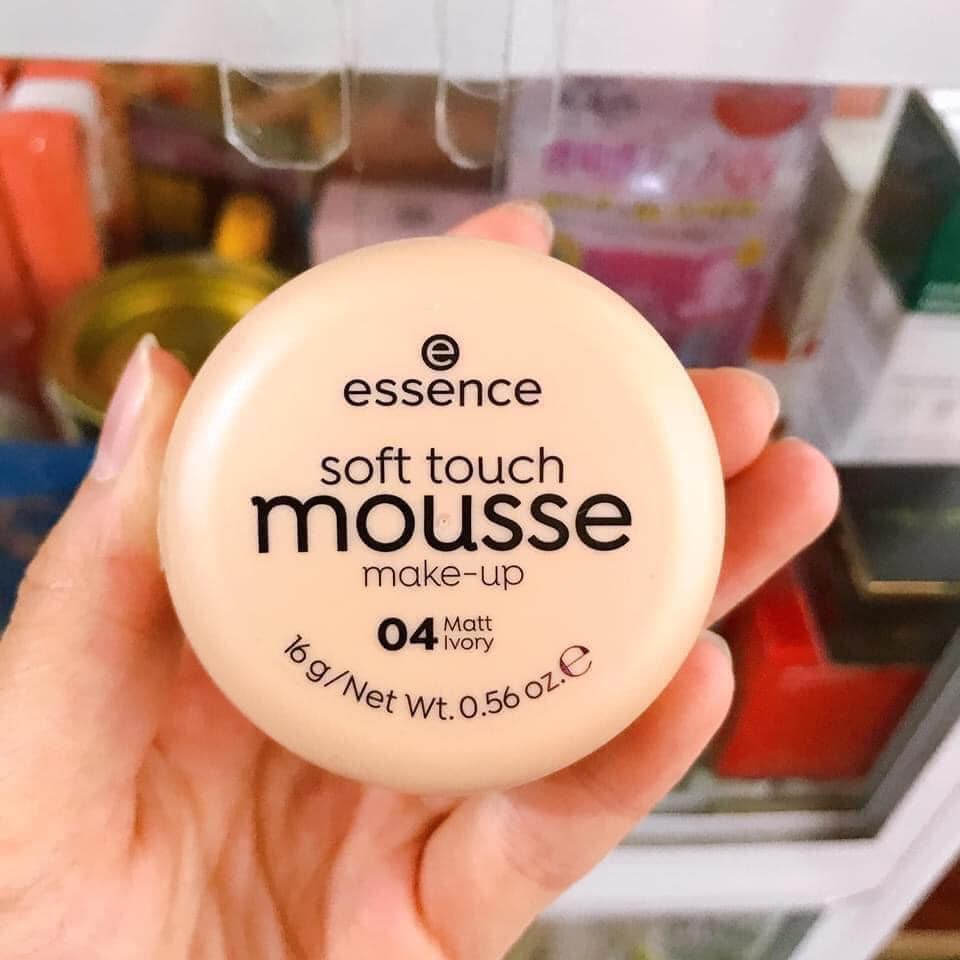 e
essence
soft touch
mousse
make-up
04 Matt
Ivory
16 g/Net Wt. 0.56 oz. ℮